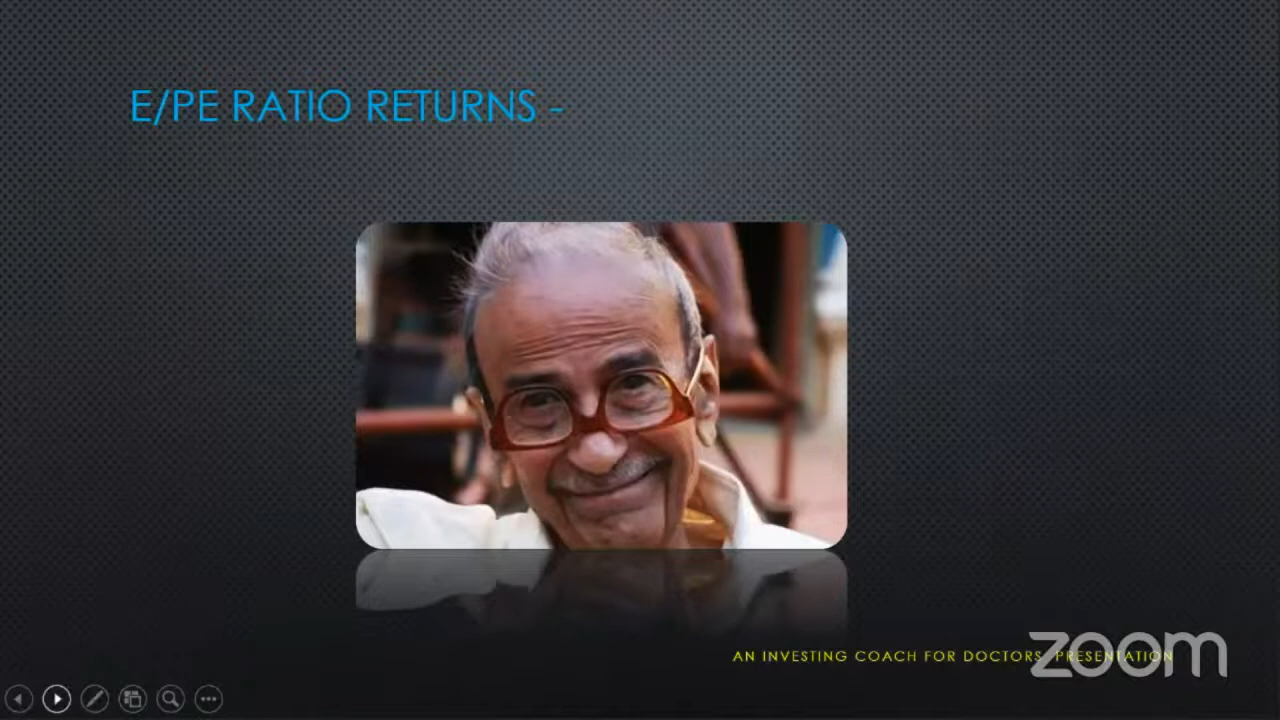 E/PE RATIO RETURNS -
AN INVESTING COACH FOR DOCTORS PRESENTATION
zoom